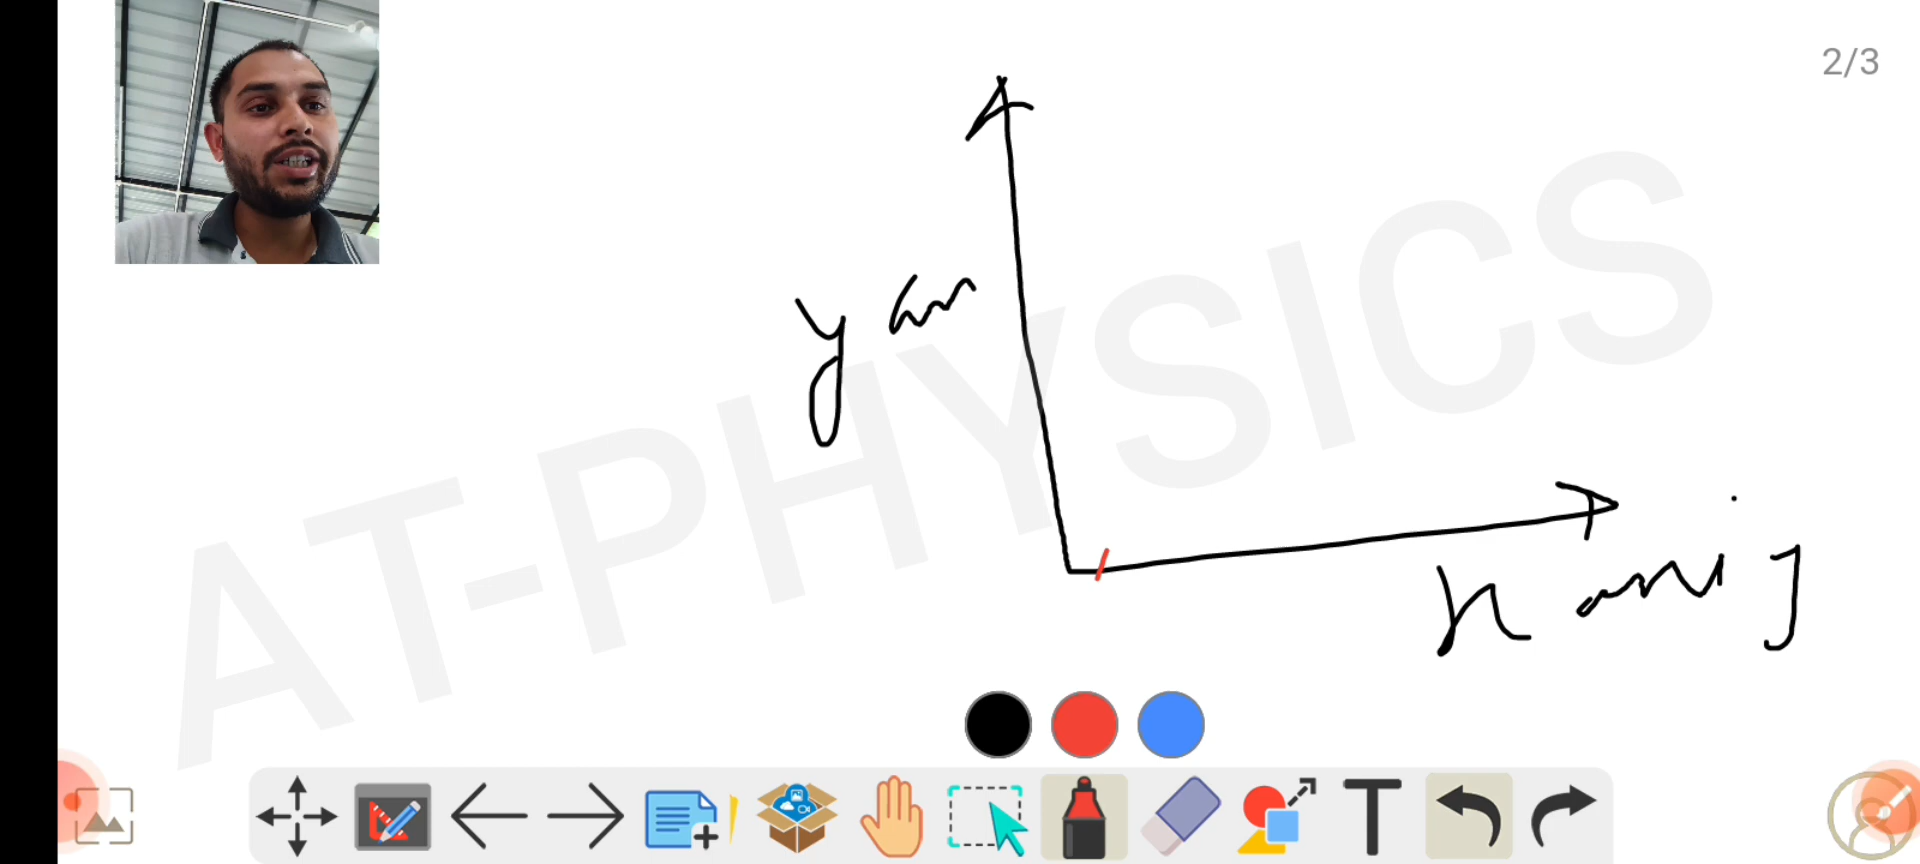 2/3
y axis
AT-PHYSICS
x axis
T